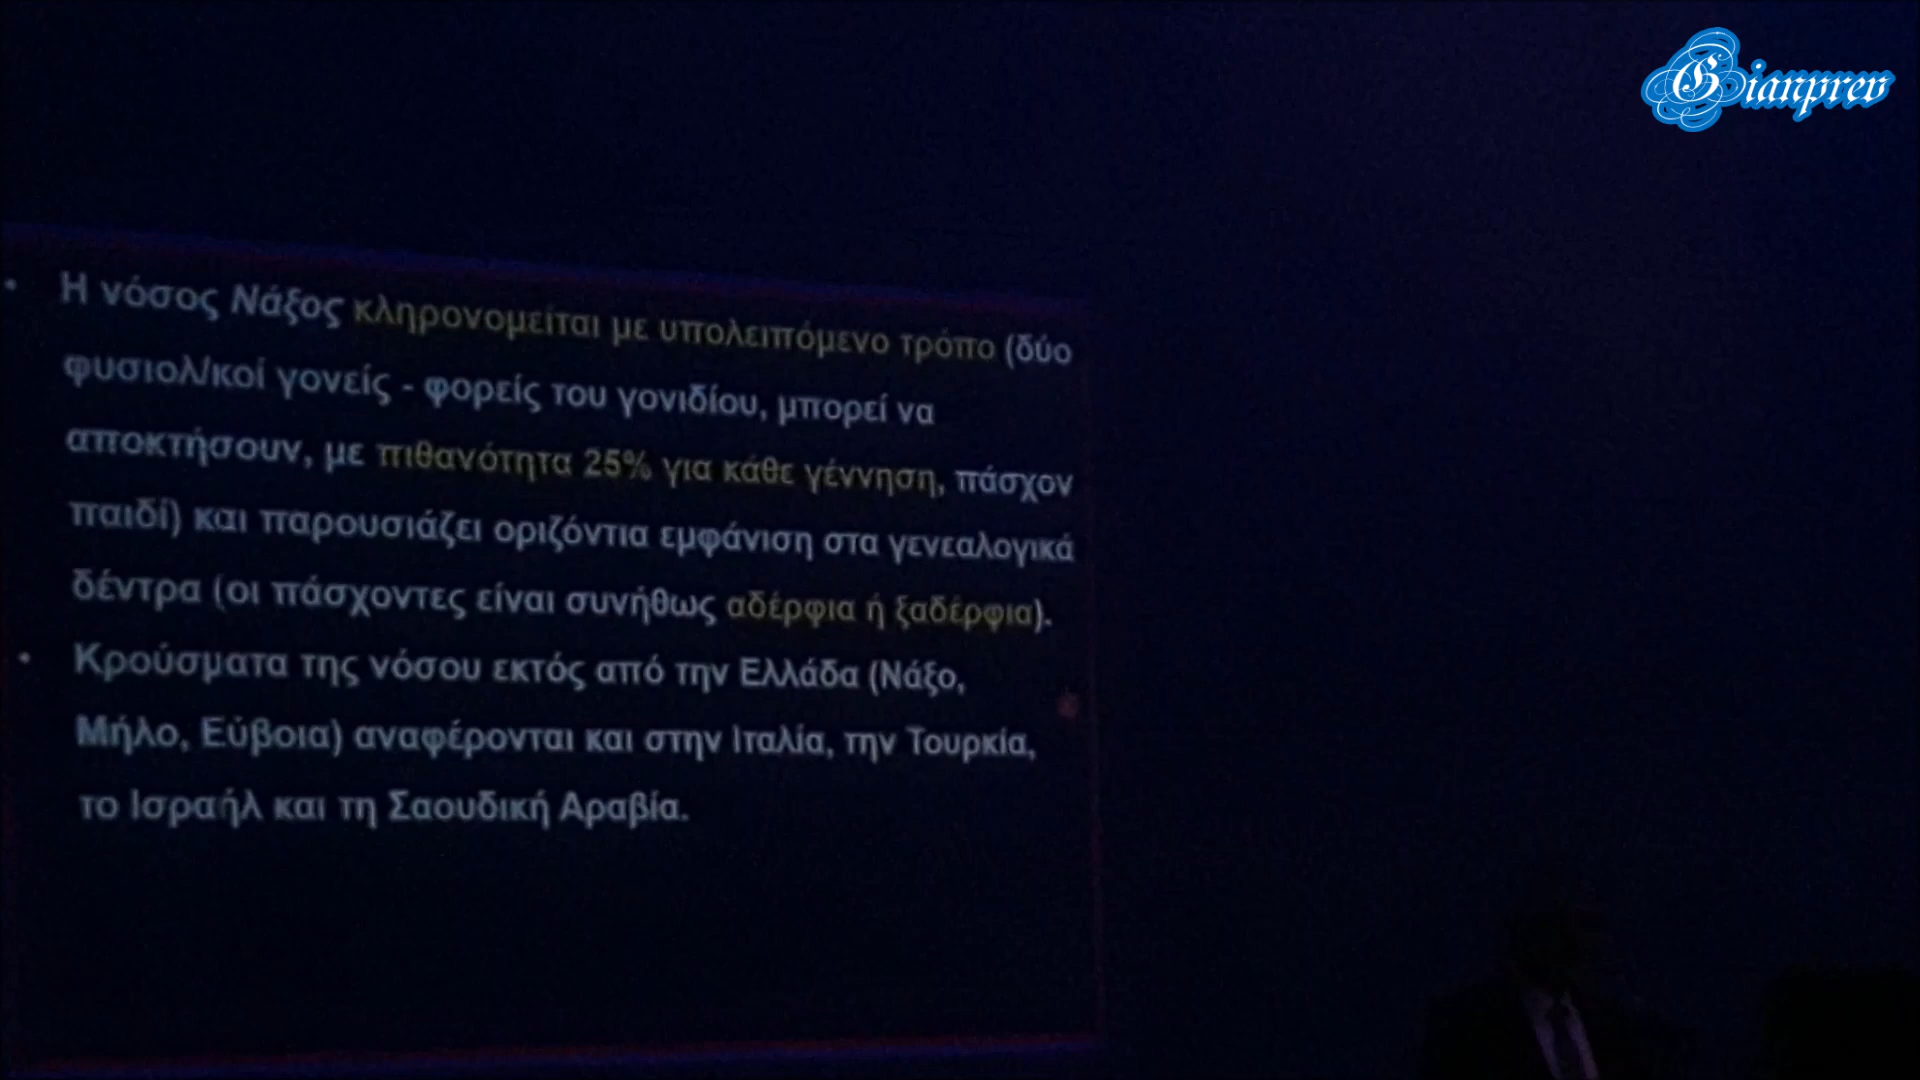 Gianprev
• Η νόσος Νάξος κληρονομείται με υπολειπόμενο τρόπο (δύο
φυσιολ/κοί γονείς - φορείς του γονιδίου, μπορεί να
αποκτήσουν, με πιθανότητα 25% για κάθε γέννηση, πάσχον
παιδί) και παρουσιάζει οριζόντια εμφάνιση στα γενεαλογικά
δέντρα (οι πάσχοντες είναι συνήθως αδέρφια ή ξαδέρφια).
• Κρούσματα της νόσου εκτός από την Ελλάδα (Νάξο,
Μήλο, Εύβοια) αναφέρονται και στην Ιταλία, την Τουρκία,
το Ισραήλ και τη Σαουδική Αραβία.